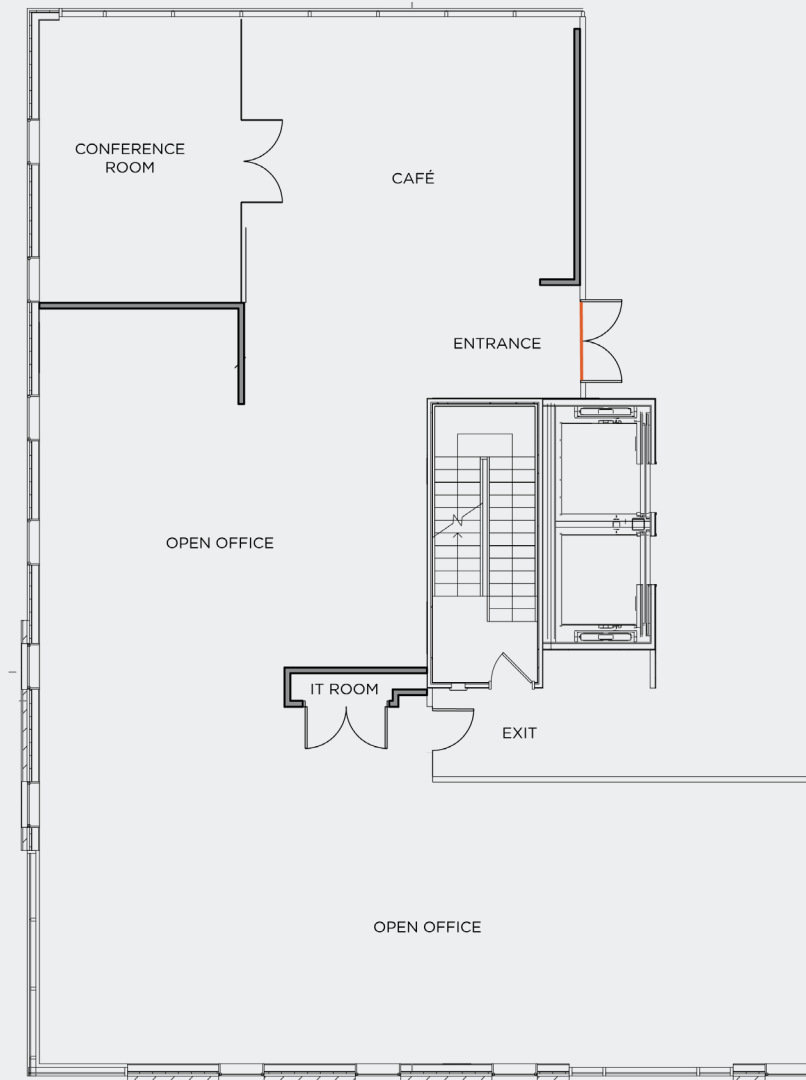 CONFERENCE
ROOM
CAFÉ
ENTRANCE
OPEN OFFICE
IT ROOM
EXIT
OPEN OFFICE